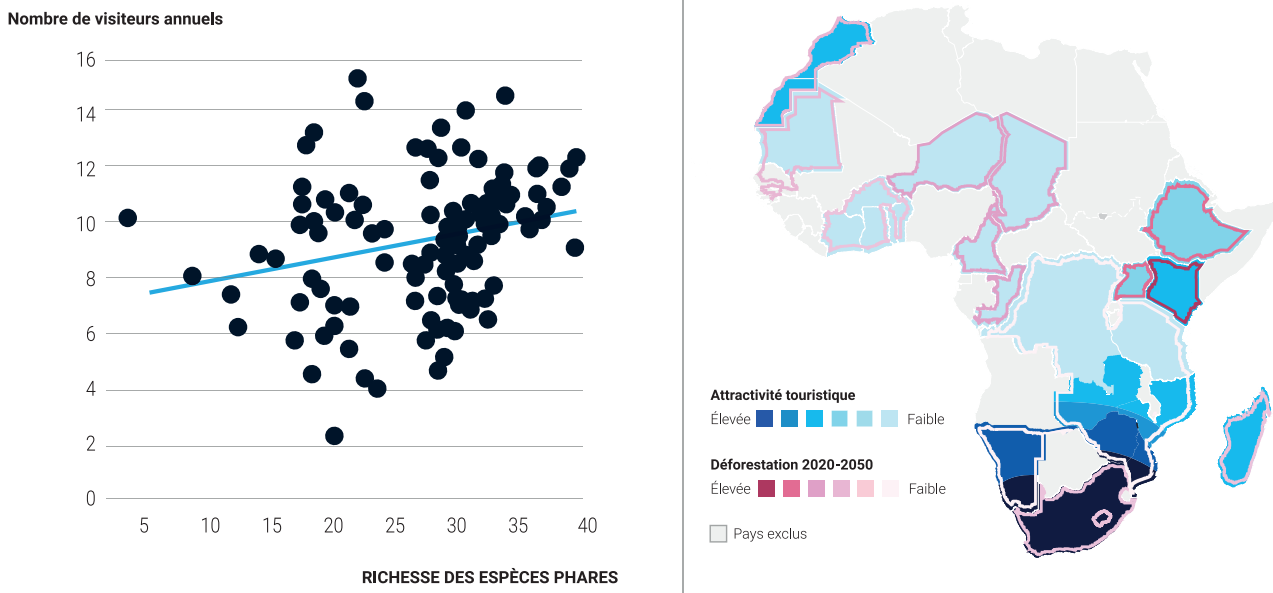 Nombre de visiteurs annuels
16
14
12
10
8
6
4
2
0
5 10 15 20 25 30 35 40
RICHESSE DES ESPÈCES PHARES
Attractivité touristique
Élevée Faible
Déforestation 2020-2050
Élevée Faible
Pays exclus